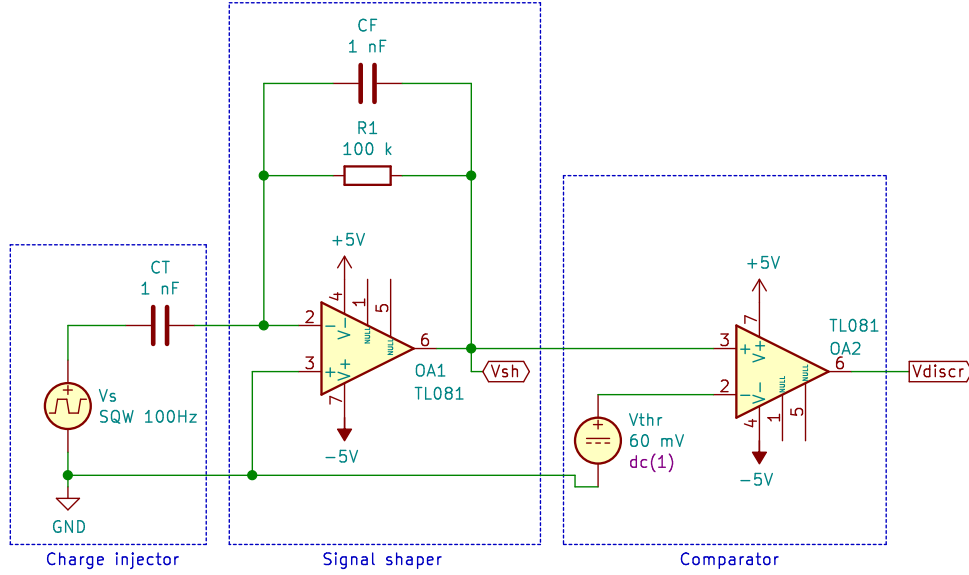 CF
1 nF
R1
100 k
+5V
4
1
5
V-
NULL
NULL
2
-
3
+
V+
6
7
-5V
OA1
TL081
Vsh
CT
1 nF
+
Vs
SQW 100Hz
GND
+5V
7
3
+
V+
2
-
V-
NULL
NULL
4
1
5
6
-5V
TL081
OA2
Vdiscr
+
Vthr
60 mV
dc(1)
Charge injector
Signal shaper
Comparator